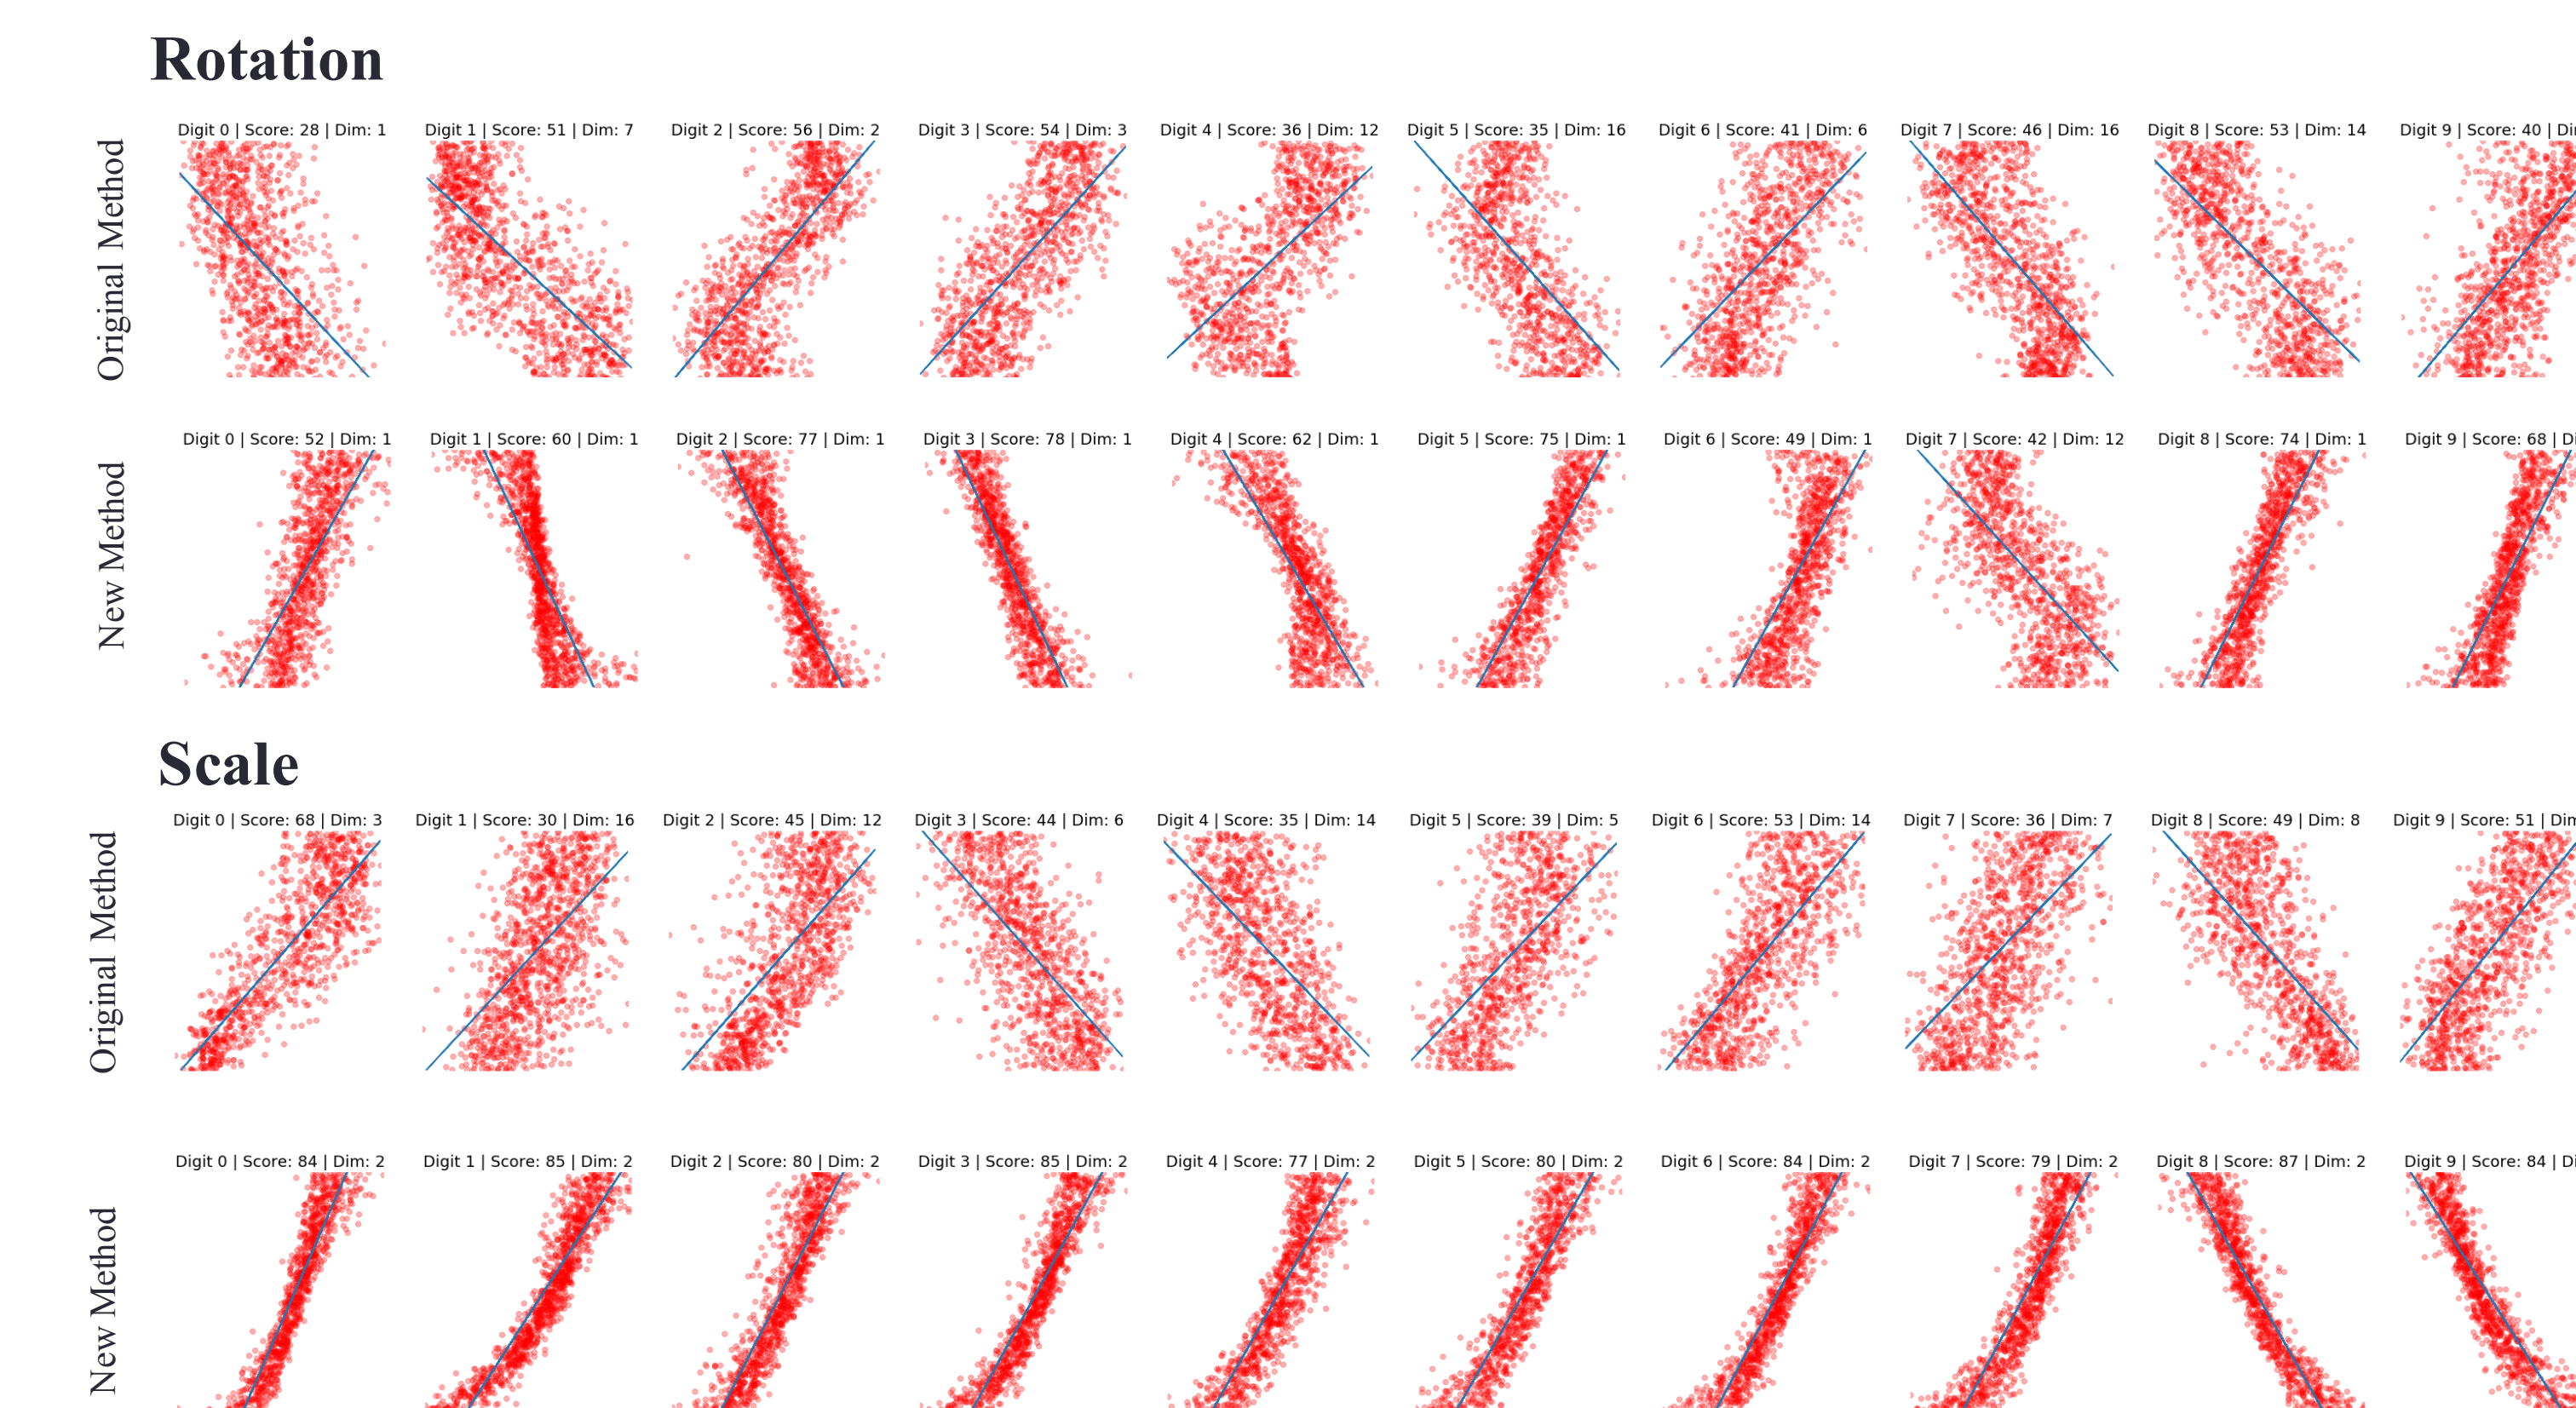 Rotation
Original Method
Digit 0 | Score: 28 | Dim: 1
Digit 1 | Score: 51 | Dim: 7
Digit 2 | Score: 56 | Dim: 2
Digit 3 | Score: 54 | Dim: 3
Digit 4 | Score: 36 | Dim: 12
Digit 5 | Score: 35 | Dim: 16
Digit 6 | Score: 41 | Dim: 6
Digit 7 | Score: 46 | Dim: 16
Digit 8 | Score: 53 | Dim: 14
Digit 9 | Score: 40 |
New Method
Digit 0 | Score: 52 | Dim: 1
Digit 1 | Score: 60 | Dim: 1
Digit 2 | Score: 77 | Dim: 1
Digit 3 | Score: 78 | Dim: 1
Digit 4 | Score: 62 | Dim: 1
Digit 5 | Score: 75 | Dim: 1
Digit 6 | Score: 49 | Dim: 1
Digit 7 | Score: 42 | Dim: 12
Digit 8 | Score: 74 | Dim: 1
Digit 9 | Score: 68 |
Scale
Original Method
Digit 0 | Score: 68 | Dim: 3
Digit 1 | Score: 30 | Dim: 16
Digit 2 | Score: 45 | Dim: 12
Digit 3 | Score: 44 | Dim: 6
Digit 4 | Score: 35 | Dim: 14
Digit 5 | Score: 39 | Dim: 5
Digit 6 | Score: 53 | Dim: 14
Digit 7 | Score: 36 | Dim: 7
Digit 8 | Score: 49 | Dim: 8
Digit 9 | Score: 51 |
New Method
Digit 0 | Score: 84 | Dim: 2
Digit 1 | Score: 85 | Dim: 2
Digit 2 | Score: 80 | Dim: 2
Digit 3 | Score: 85 | Dim: 2
Digit 4 | Score: 77 | Dim: 2
Digit 5 | Score: 80 | Dim: 2
Digit 6 | Score: 84 | Dim: 2
Digit 7 | Score: 79 | Dim: 2
Digit 8 | Score: 87 | Dim: 2
Digit 9 | Score: 84 |